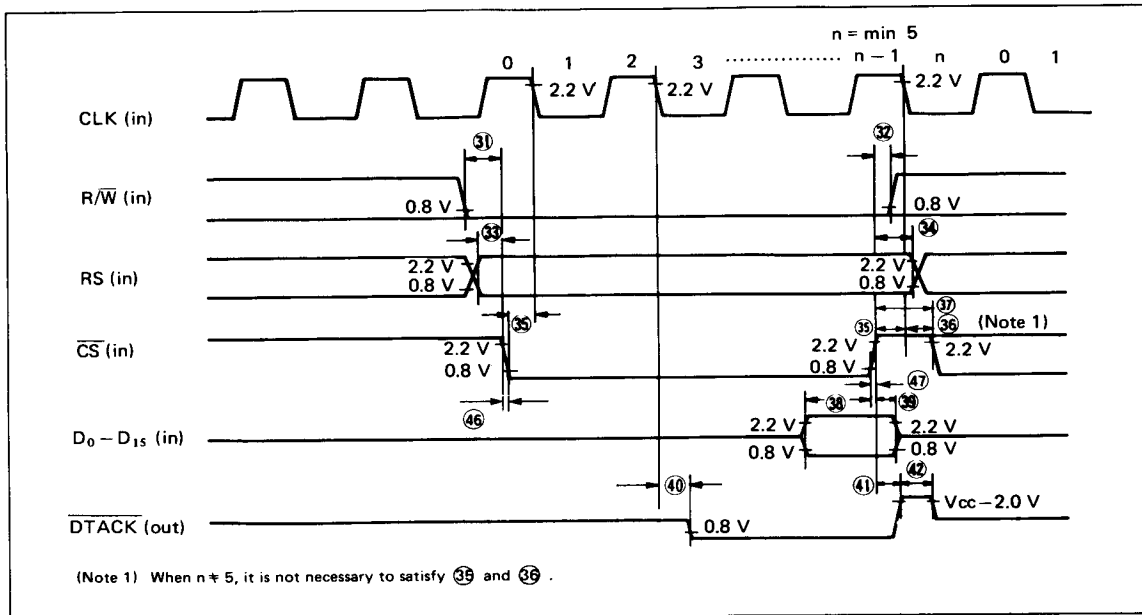 n = min 5
0 1 2 3 ................ n − 1 n 0 1
2.2 V 2.2 V 2.2 V
CLK (in)
㉛ ㉜
R/W̅ (in)
0.8 V 0.8 V
㉝ ㉞
RS (in)
2.2 V 2.2 V
0.8 V 0.8 V
㊲
㉟ ㉟ ㊱ (Note 1)
C̅S̅ (in)
2.2 V 2.2 V 2.2 V
0.8 V 0.8 V
㊻ ㊼
㊳ ㊴
D₀ − D₁₅ (in)
2.2 V 2.2 V
0.8 V 0.8 V
㊵ ㊶ ㊷
Vcc − 2.0 V
D̅T̅A̅C̅K̅ (out)
0.8 V
(Note 1) When n ≠ 5, it is not necessary to satisfy ㉟ and ㊱ .